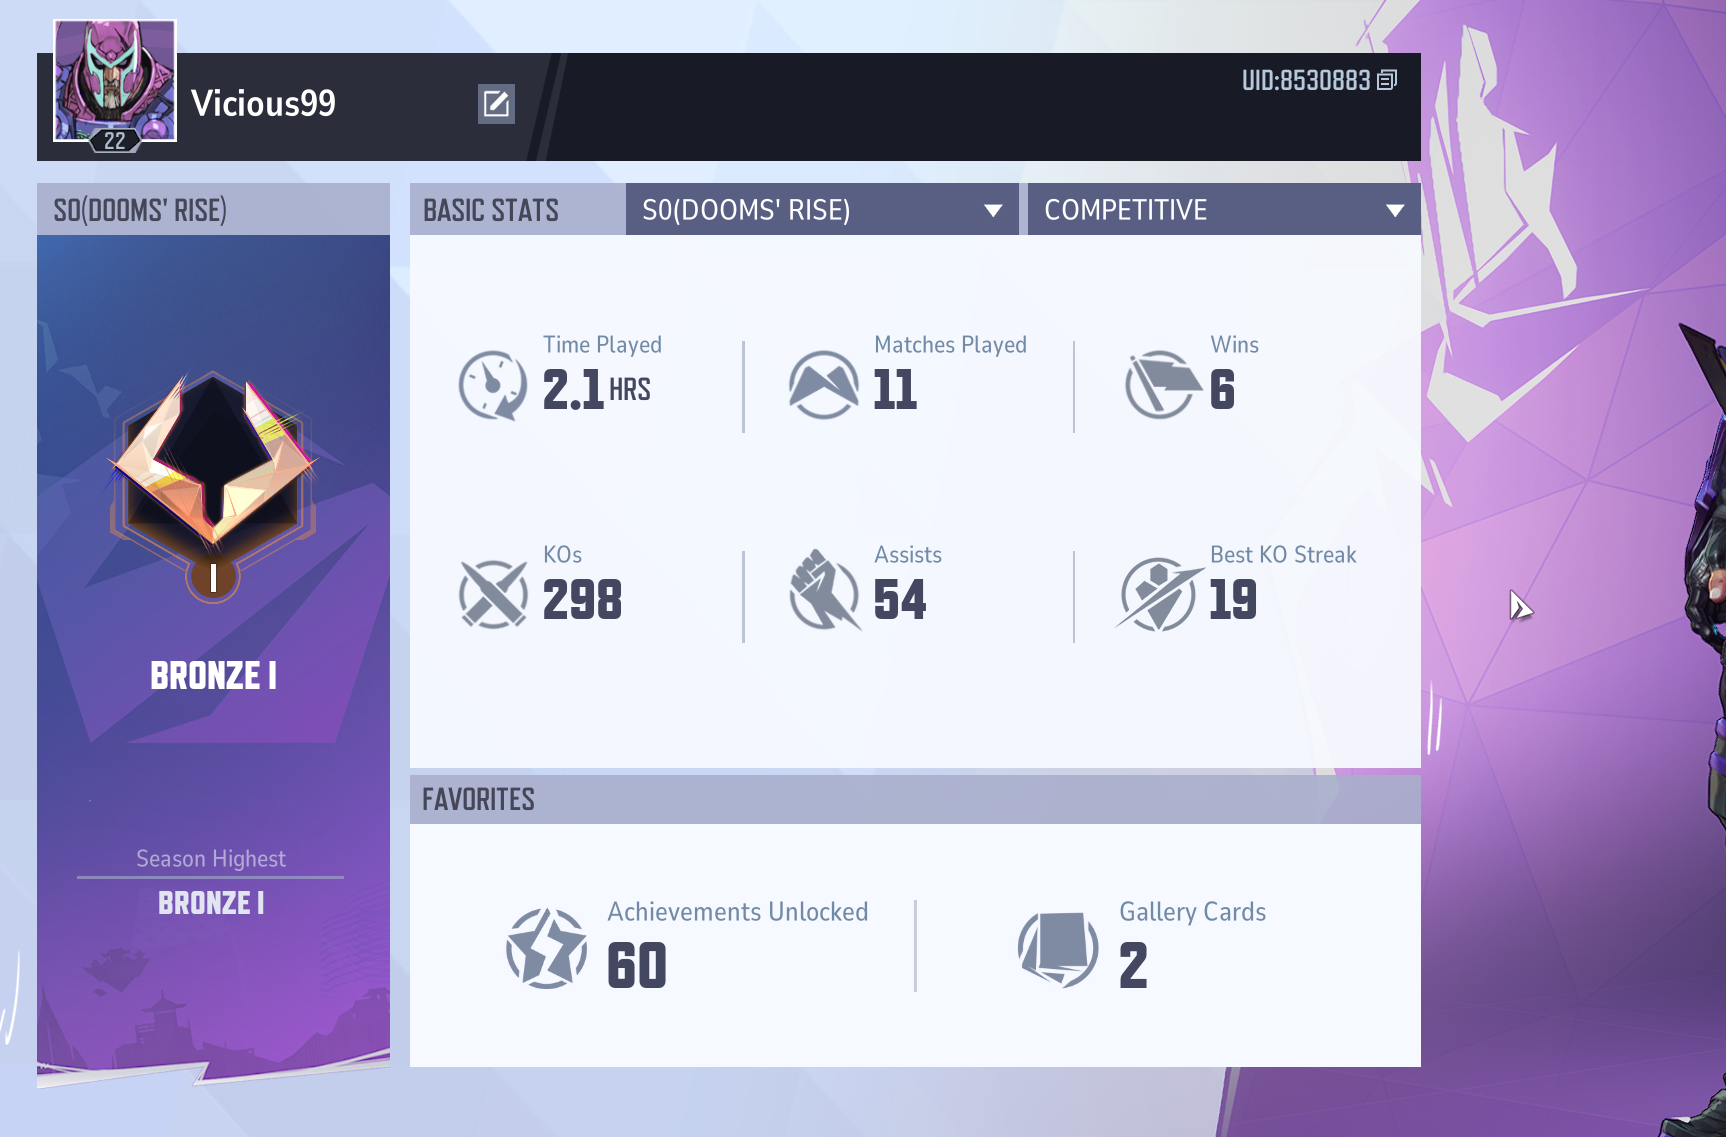 Vicious99
22
UID:8530883
S0(DOOMS' RISE)
BRONZE I
I
Season Highest
BRONZE I
BASIC STATS
S0(DOOMS' RISE)
COMPETITIVE
Time Played
2.1 HRS
Matches Played
11
Wins
6
KOs
298
Assists
54
Best KO Streak
19
FAVORITES
Achievements Unlocked
60
Gallery Cards
2